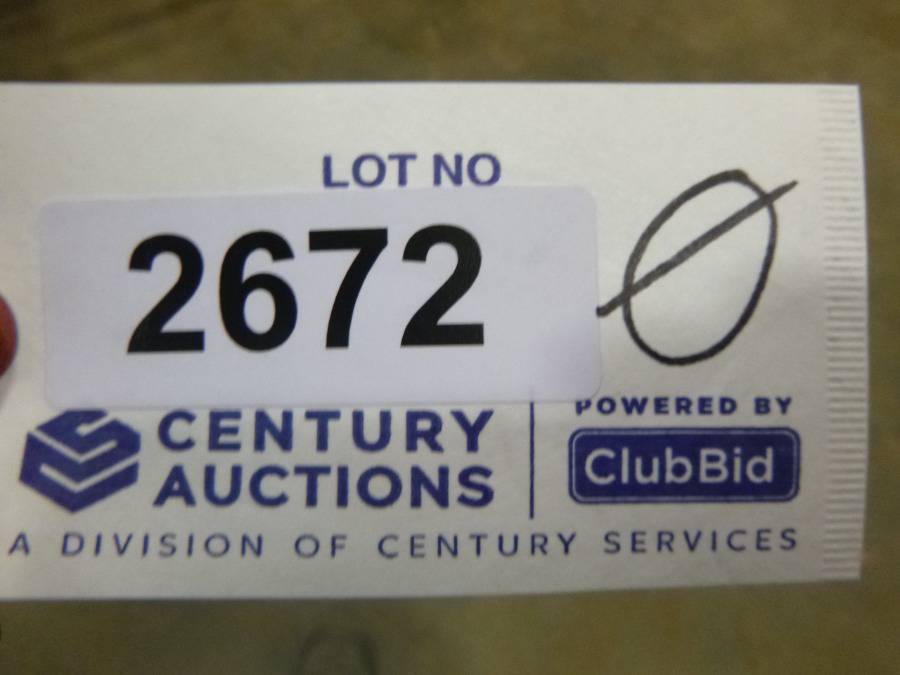 LOT NO
2672 Ø
CENTURY
AUCTIONS
POWERED BY
ClubBid
A DIVISION OF CENTURY SERVICES